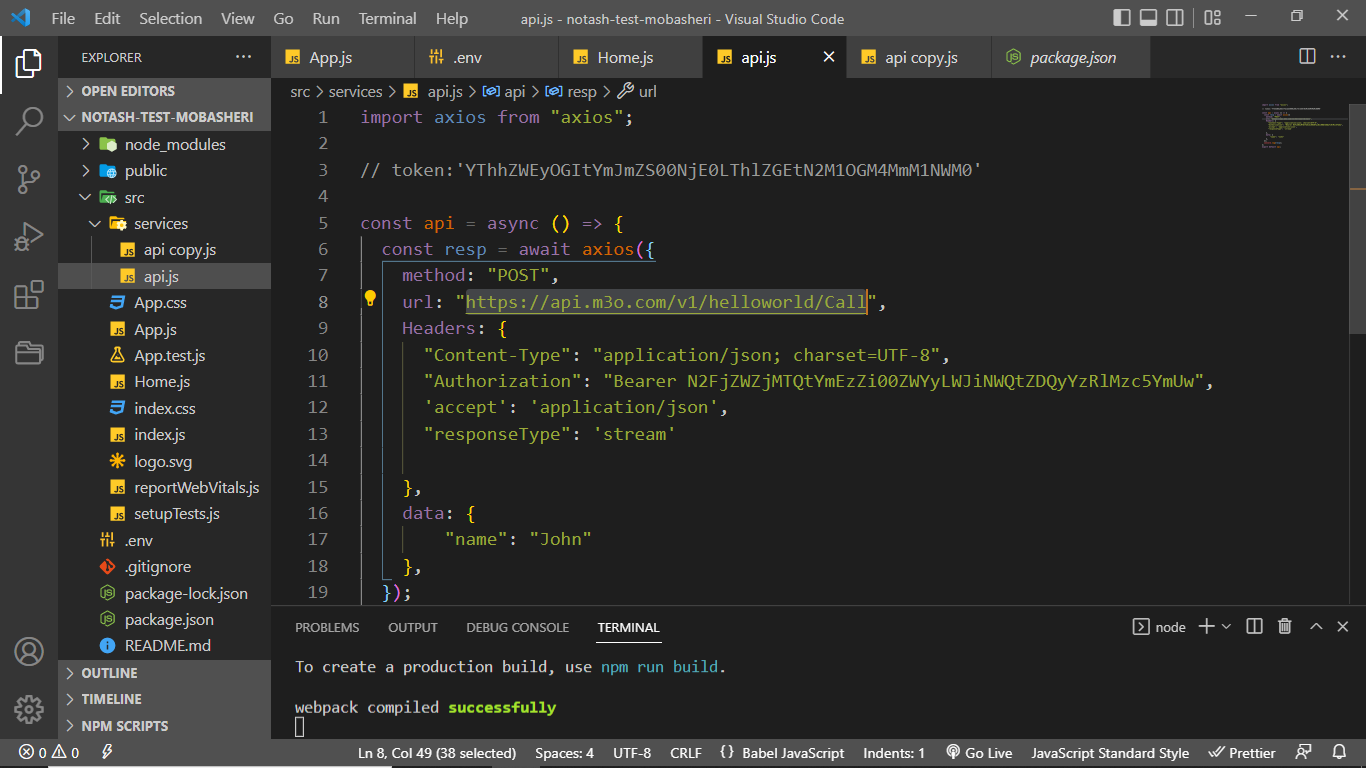 File Edit Selection View Go Run Terminal Help api.js - notash-test-mobasheri - Visual Studio Code
EXPLORER ···
App.js .env Home.js api.js api copy.js package.json
OPEN EDITORS
NOTASH-TEST-MOBASHERI
node_modules
public
src
services
api copy.js
api.js
App.css
App.js
App.test.js
Home.js
index.css
index.js
logo.svg
reportWebVitals.js
setupTests.js
.env
.gitignore
package-lock.json
package.json
README.md
OUTLINE
TIMELINE
NPM SCRIPTS
src > services > api.js > api > resp > url
1 import axios from "axios";
2
3 // token:'YThhZWEyOGItYmJmZS00NjE0LThlZGEtN2M1OGM4MmM1NWM0'
4
5 const api = async () => {
6 const resp = await axios({
7 method: "POST",
8 url: "https://api.m3o.com/v1/helloworld/Call",
9 Headers: {
10 "Content-Type": "application/json; charset=UTF-8",
11 "Authorization": "Bearer N2FjZWZjMTQtYmEzZi00ZWYyLWJiNWQtZDQyYzRlMzc5YmUw",
12 'accept': 'application/json',
13 "responseType": 'stream'
14
15 },
16 data: {
17 "name": "John"
18 },
19 });
PROBLEMS OUTPUT DEBUG CONSOLE TERMINAL node
To create a production build, use npm run build.
webpack compiled successfully
0 0 Ln 8, Col 49 (38 selected) Spaces: 4 UTF-8 CRLF {} Babel JavaScript Indents: 1 Go Live JavaScript Standard Style Prettier